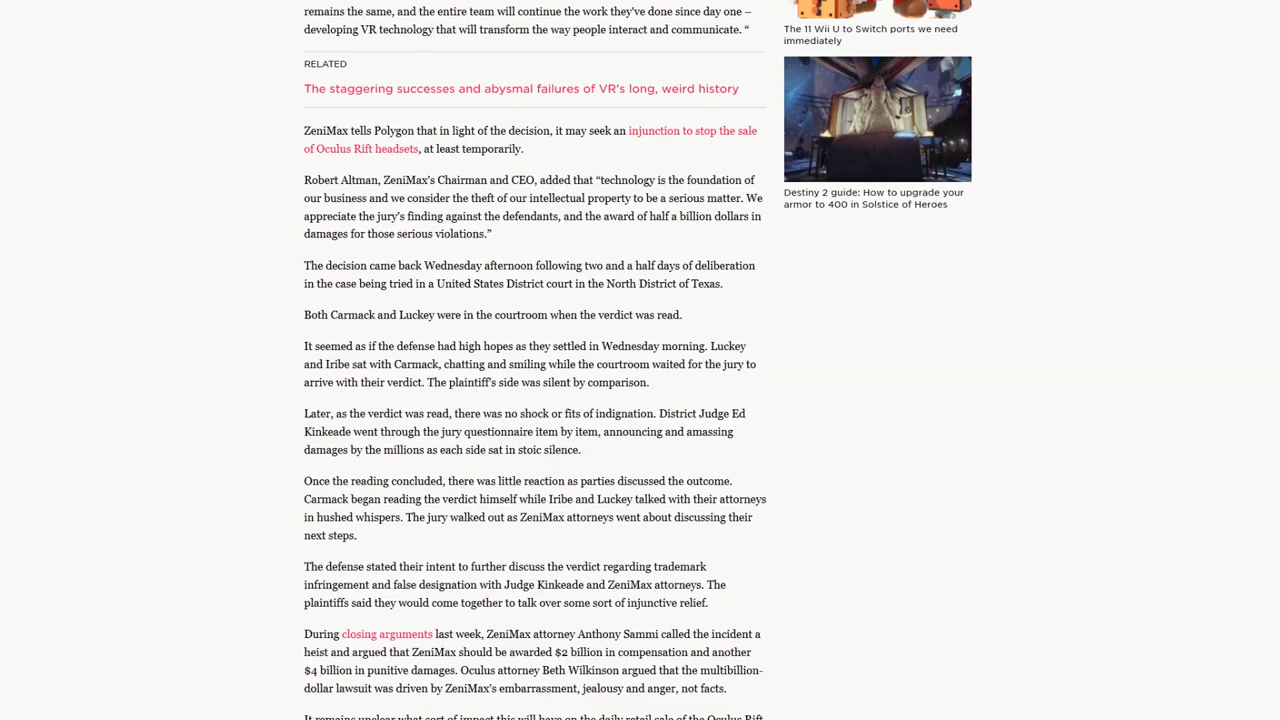 remains the same, and the entire team will continue the work they've done since day one –
developing VR technology that will transform the way people interact and communicate. “
RELATED
The staggering successes and abysmal failures of VR's long, weird history
ZeniMax tells Polygon that in light of the decision, it may seek an injunction to stop the sale
of Oculus Rift headsets, at least temporarily.
Robert Altman, ZeniMax’s Chairman and CEO, added that “technology is the foundation of
our business and we consider the theft of our intellectual property to be a serious matter. We
appreciate the jury’s finding against the defendants, and the award of half a billion dollars in
damages for those serious violations.”
The decision came back Wednesday afternoon following two and a half days of deliberation
in the case being tried in a United States District court in the North District of Texas.
Both Carmack and Luckey were in the courtroom when the verdict was read.
It seemed as if the defense had high hopes as they settled in Wednesday morning. Luckey
and Iribe sat with Carmack, chatting and smiling while the courtroom waited for the jury to
arrive with their verdict. The plaintiff’s side was silent by comparison.
Later, as the verdict was read, there was no shock or fits of indignation. District Judge Ed
Kinkeade went through the jury questionnaire item by item, announcing and amassing
damages by the millions as each side sat in stoic silence.
Once the reading concluded, there was little reaction as parties discussed the outcome.
Carmack began reading the verdict himself while Iribe and Luckey talked with their attorneys
in hushed whispers. The jury walked out as ZeniMax attorneys went about discussing their
next steps.
The defense stated their intent to further discuss the verdict regarding trademark
infringement and false designation with Judge Kinkeade and ZeniMax attorneys. The
plaintiffs said they would come together to talk over some sort of injunctive relief.
During closing arguments last week, ZeniMax attorney Anthony Sammi called the incident a
heist and argued that ZeniMax should be awarded $2 billion in compensation and another
$4 billion in punitive damages. Oculus attorney Beth Wilkinson argued that the multibillion-
dollar lawsuit was driven by ZeniMax’s embarrassment, jealousy and anger, not facts.
It remains unclear what sort of impact this will have on the daily retail sale of the Oculus Rift
The 11 Wii U to Switch ports we need
immediately
Destiny 2 guide: How to upgrade your
armor to 400 in Solstice of Heroes